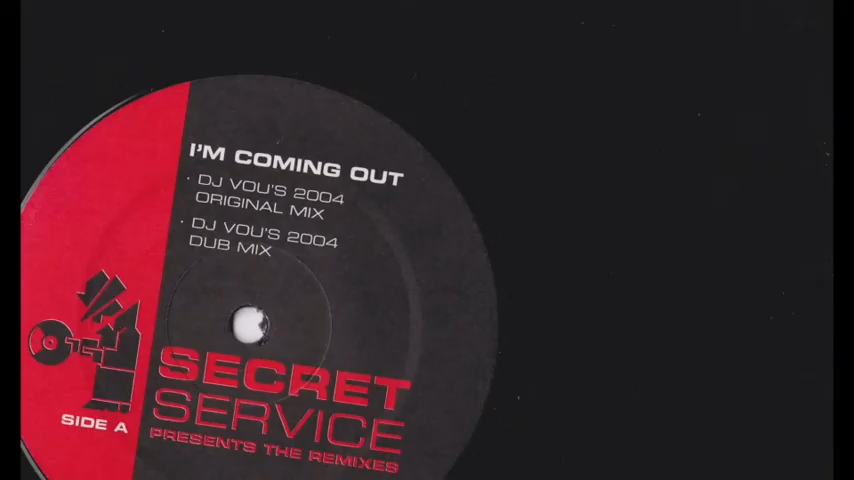 I'M COMING OUT
· DJ VOU'S 2004
ORIGINAL MIX
· DJ VOU'S 2004
DUB MIX
SECRET
SERVICE
PRESENTS THE REMIXES
SIDE A